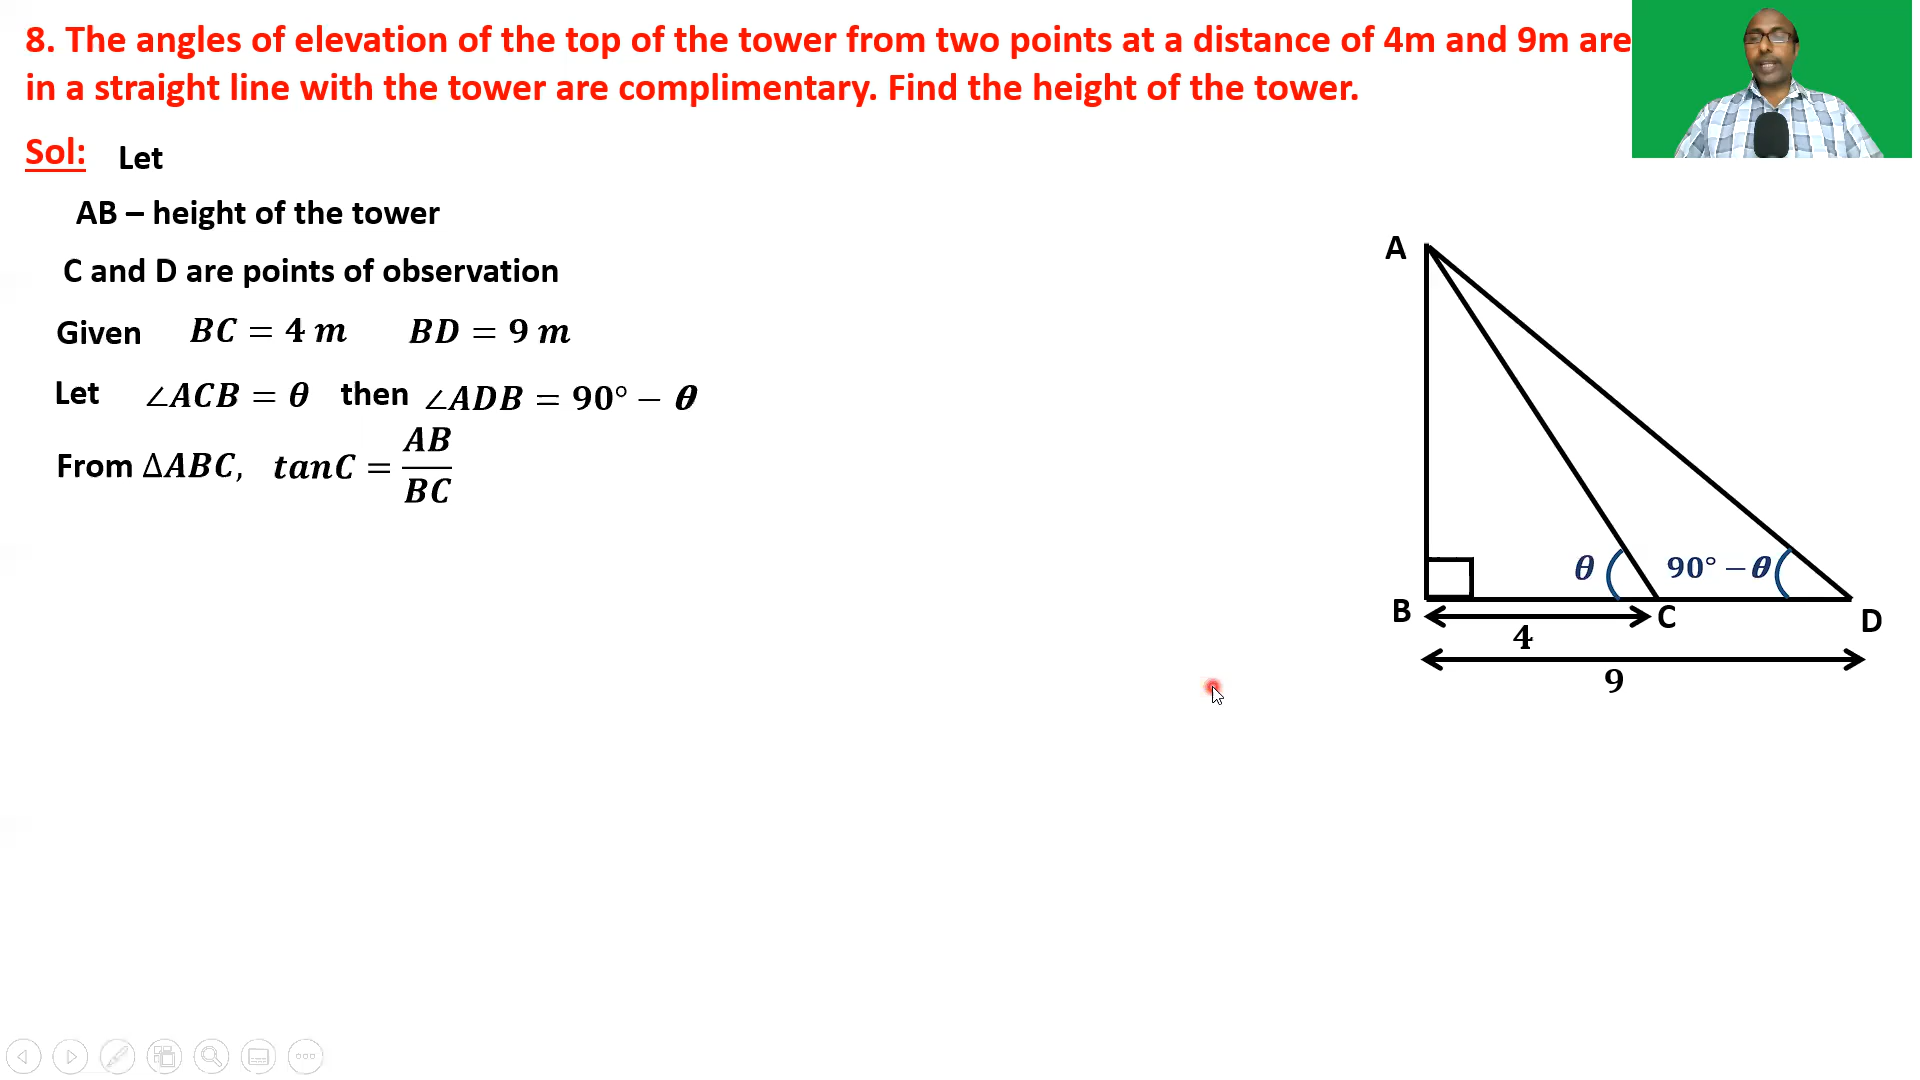 8. The angles of elevation of the top of the tower from two points at a distance of 4m and 9m are
in a straight line with the tower are complimentary. Find the height of the tower.
Sol: Let
AB – height of the tower
C and D are points of observation
Given BC = 4 m BD = 9 m
Let ∠ACB = θ then ∠ADB = 90° − θ
From ΔABC, tanC = AB/BC
A
θ 90° − θ
B C D
4
9